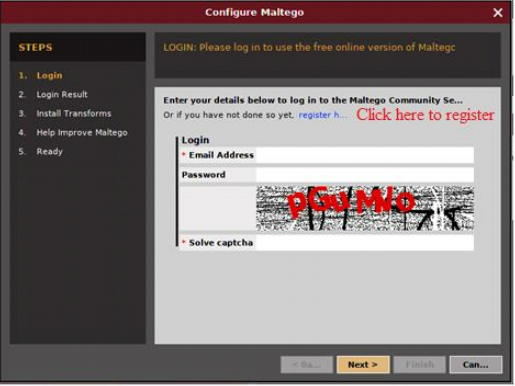 Configure Maltego
STEPS
1. Login
2. Login Result
3. Install Transforms
4. Help Improve Maltego
5. Ready
LOGIN: Please log in to use the free online version of Maltegc
Enter your details below to log in to the Maltego Community Se...
Or if you have not done so yet, register h... Click here to register
Login
* Email Address
Password
* Solve captcha
< Ba...
Next >
Finish
Can...